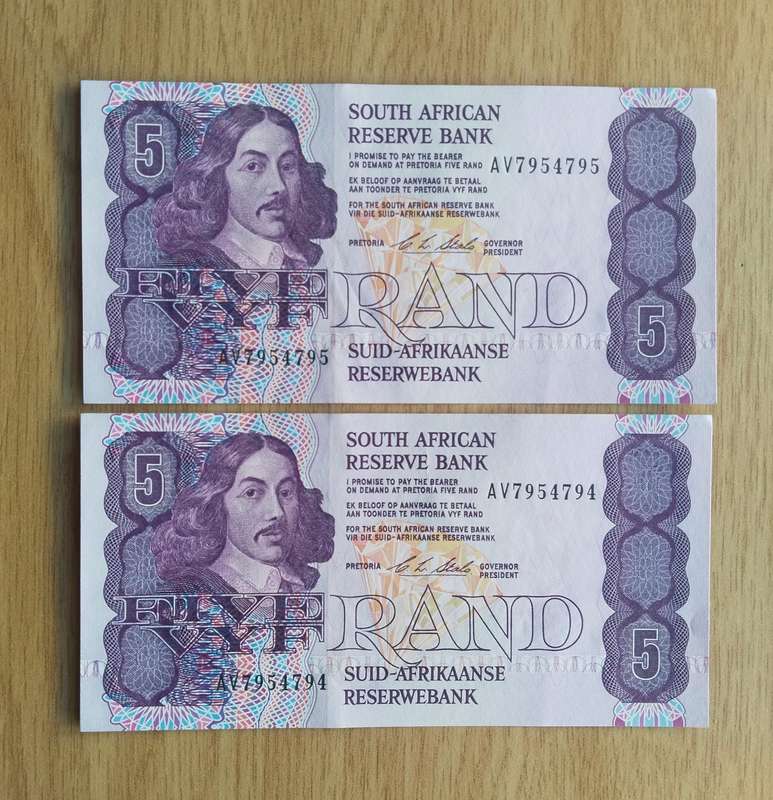 5
SOUTH AFRICAN
RESERVE BANK
I PROMISE TO PAY THE BEARER
ON DEMAND AT PRETORIA FIVE RAND AV7954795
EK BELOOF OP AANVRAAG TE BETAAL
AAN TOONDER TE PRETORIA VYF RAND
FOR THE SOUTH AFRICAN RESERVE BANK
VIR DIE SUID-AFRIKAANSE RESERWEBANK
PRETORIA C L Stals GOVERNOR
PRESIDENT
FIVE
VYF RAND
5
AV7954795
SUID-AFRIKAANSE
RESERWEBANK
5
SOUTH AFRICAN
RESERVE BANK
I PROMISE TO PAY THE BEARER
ON DEMAND AT PRETORIA FIVE RAND AV7954794
EK BELOOF OP AANVRAAG TE BETAAL
AAN TOONDER TE PRETORIA VYF RAND
FOR THE SOUTH AFRICAN RESERVE BANK
VIR DIE SUID-AFRIKAANSE RESERWEBANK
PRETORIA C L Stals GOVERNOR
PRESIDENT
FIVE
VYF RAND
5
AV7954794
SUID-AFRIKAANSE
RESERWEBANK